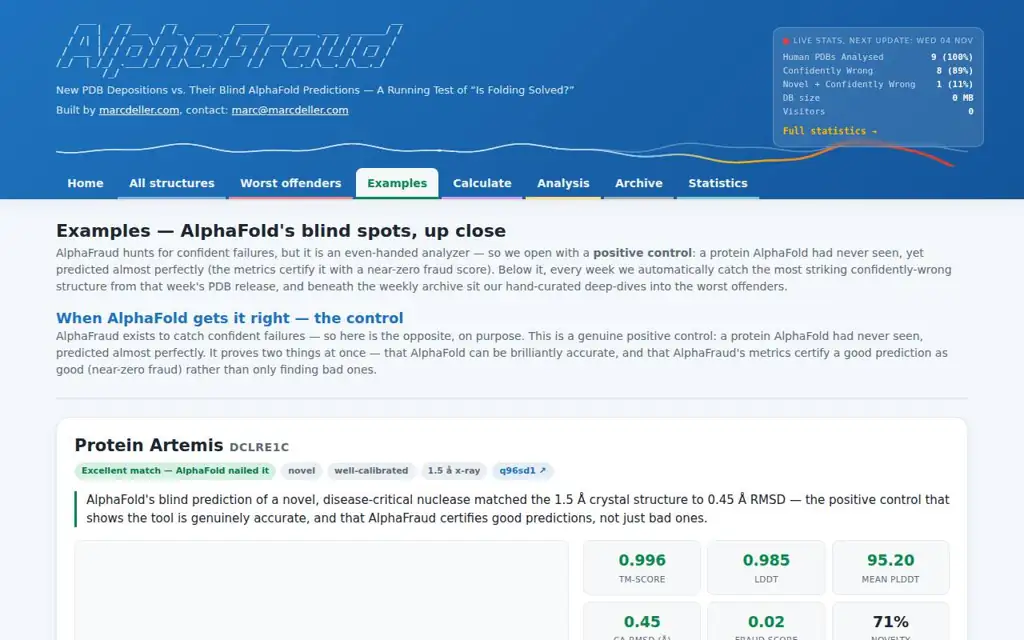 LIVE STATS, NEXT UPDATE: WED 04 NOV
Human PDBs Analysed 9 (100%)
Confidently Wrong 8 (89%)
Novel + Confidently Wrong 1 (11%)
DB size 0 MB
Visitors 0
Full statistics →
AlphaFraud
New PDB Depositions vs. Their Blind AlphaFold Predictions — A Running Test of “Is Folding Solved?”
Built by marcdeller.com, contact: marc@marcdeller.com
Home All structures Worst offenders Examples Calculate Analysis Archive Statistics
Examples — AlphaFold's blind spots, up close
AlphaFraud hunts for confident failures, but it is an even-handed analyzer — so we open with a positive control: a protein AlphaFold had never seen, yet
predicted almost perfectly (the metrics certify it with a near-zero fraud score). Below it, every week we automatically catch the most striking confidently-wrong
structure from that week's PDB release, and beneath the weekly archive sit our hand-curated deep-dives into the worst offenders.
When AlphaFold gets it right — the control
AlphaFraud exists to catch confident failures — so here is the opposite, on purpose. This is a genuine positive control: a protein AlphaFold had never seen,
predicted almost perfectly. It proves two things at once — that AlphaFold can be brilliantly accurate, and that AlphaFraud's metrics certify a good prediction as
good (near-zero fraud) rather than only finding bad ones.
Protein Artemis DCLRE1C
Excellent match — AlphaFold nailed it novel well-calibrated 1.5 å x-ray q96sd1 ↗
AlphaFold's blind prediction of a novel, disease-critical nuclease matched the 1.5 Å crystal structure to 0.45 Å RMSD — the positive control that
shows the tool is genuinely accurate, and that AlphaFraud certifies good predictions, not just bad ones.
0.996 0.985 95.20
TM-SCORE LDDT MEAN PLDDT
0.45 0.02 71%
CA RMSD (Å) FRAUD SCORE NOVELTY